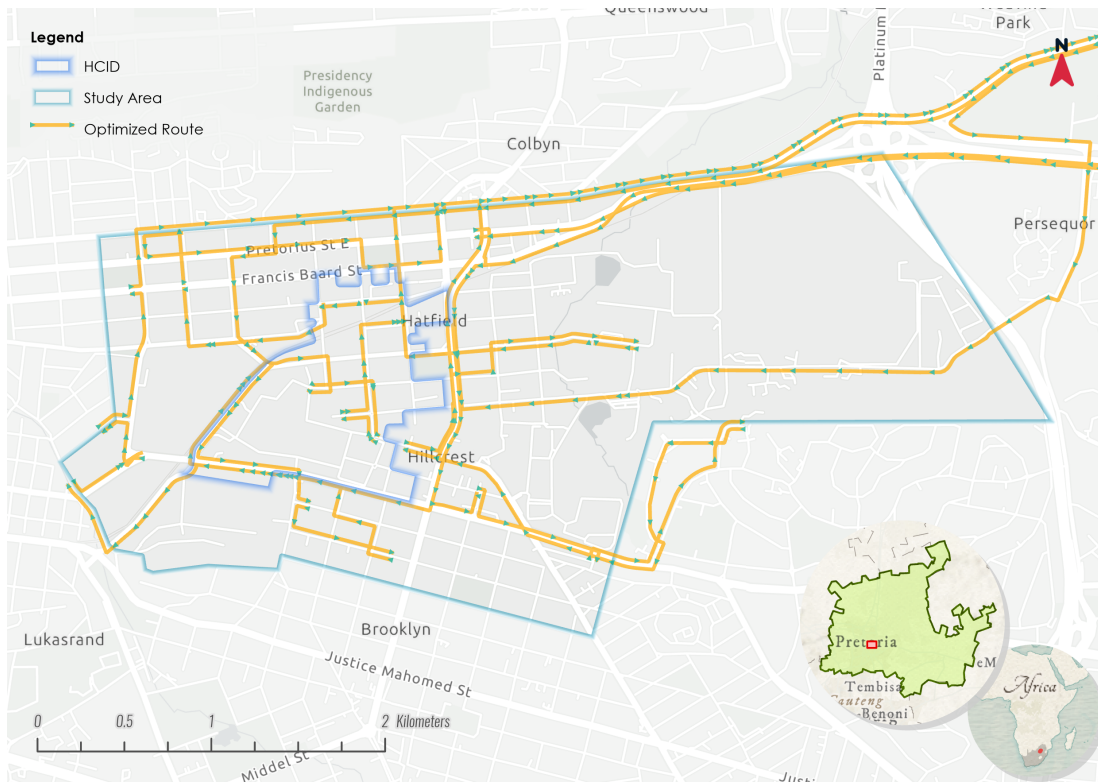 Queenswood
Park
Legend
HCID
Study Area
Optimized Route
Presidency
Indigenous
Garden
Platinum
N
Colbyn
Persequor
Pretorius St E
Francis Baard St
Hatfield
Hillcrest
Lukasrand
Brooklyn
Justice Mahomed St
Middel St
0 0.5 1 2 Kilometers
Pretoria
eM
Tembisa
Gauteng
Benoni
Africa